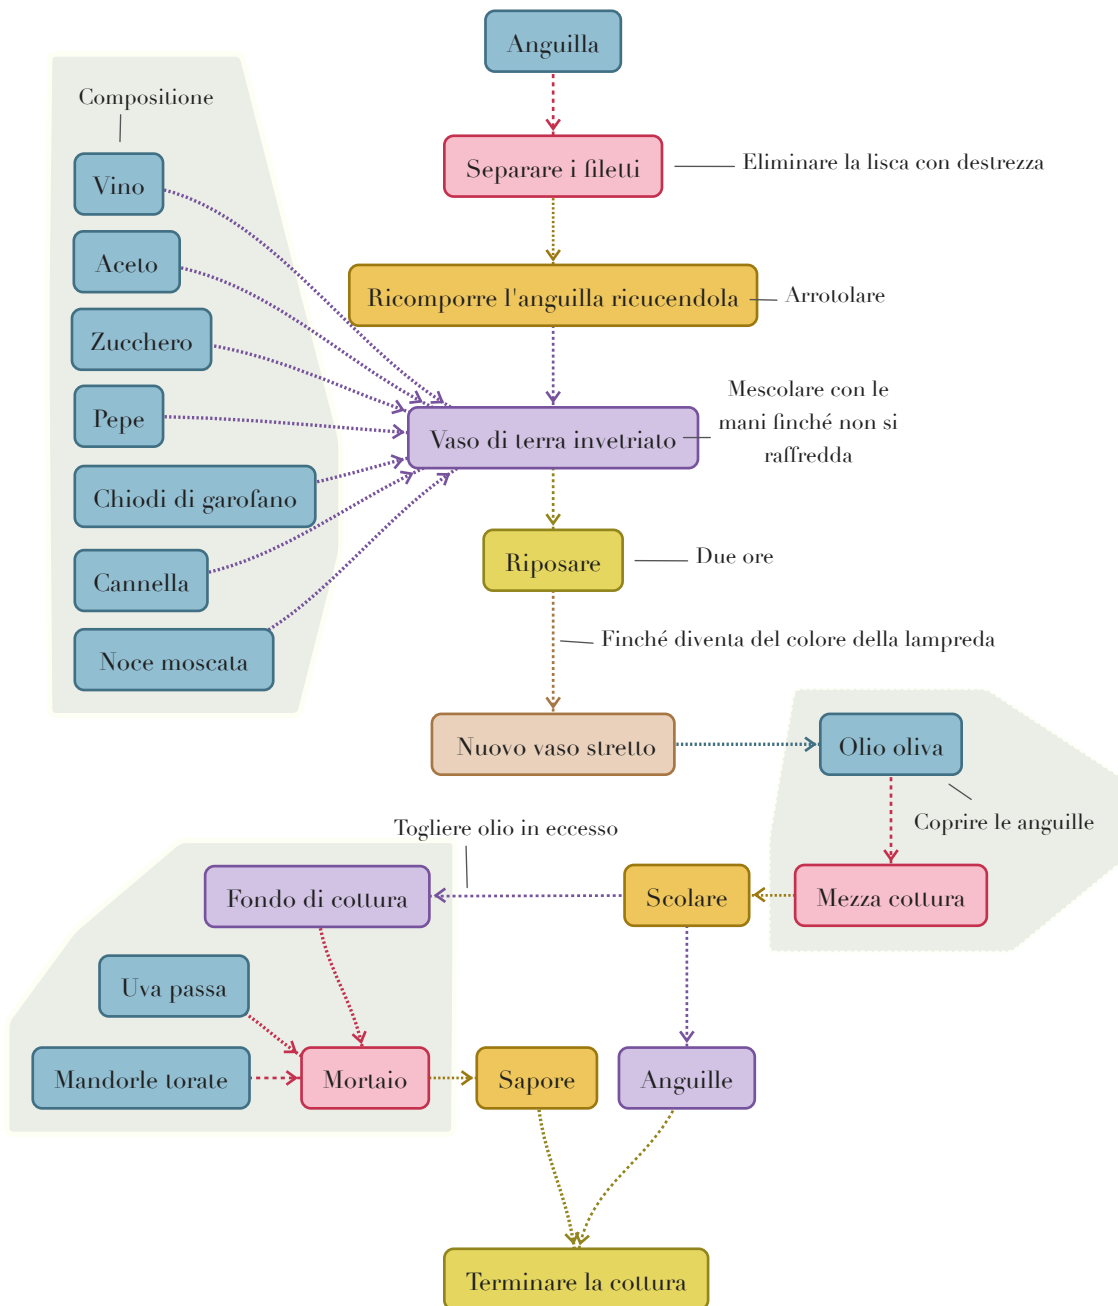 Anguilla
Compositione
Separare i filetti
Eliminare la lisca con destrezza
Vino
Aceto
Ricomporre l'anguilla ricucendola
Arrotolare
Zucchero
Pepe
Vaso di terra invetriato
Mescolare con le
mani finché non si
raffredda
Chiodi di garofano
Cannella
Noce moscata
Riposare
Due ore
Finché diventa del colore della lampreda
Nuovo vaso stretto
Olio oliva
Coprire le anguille
Togliere olio in eccesso
Fondo di cottura
Scolare
Mezza cottura
Uva passa
Mandorle torate
Mortaio
Sapore
Anguille
Terminare la cottura